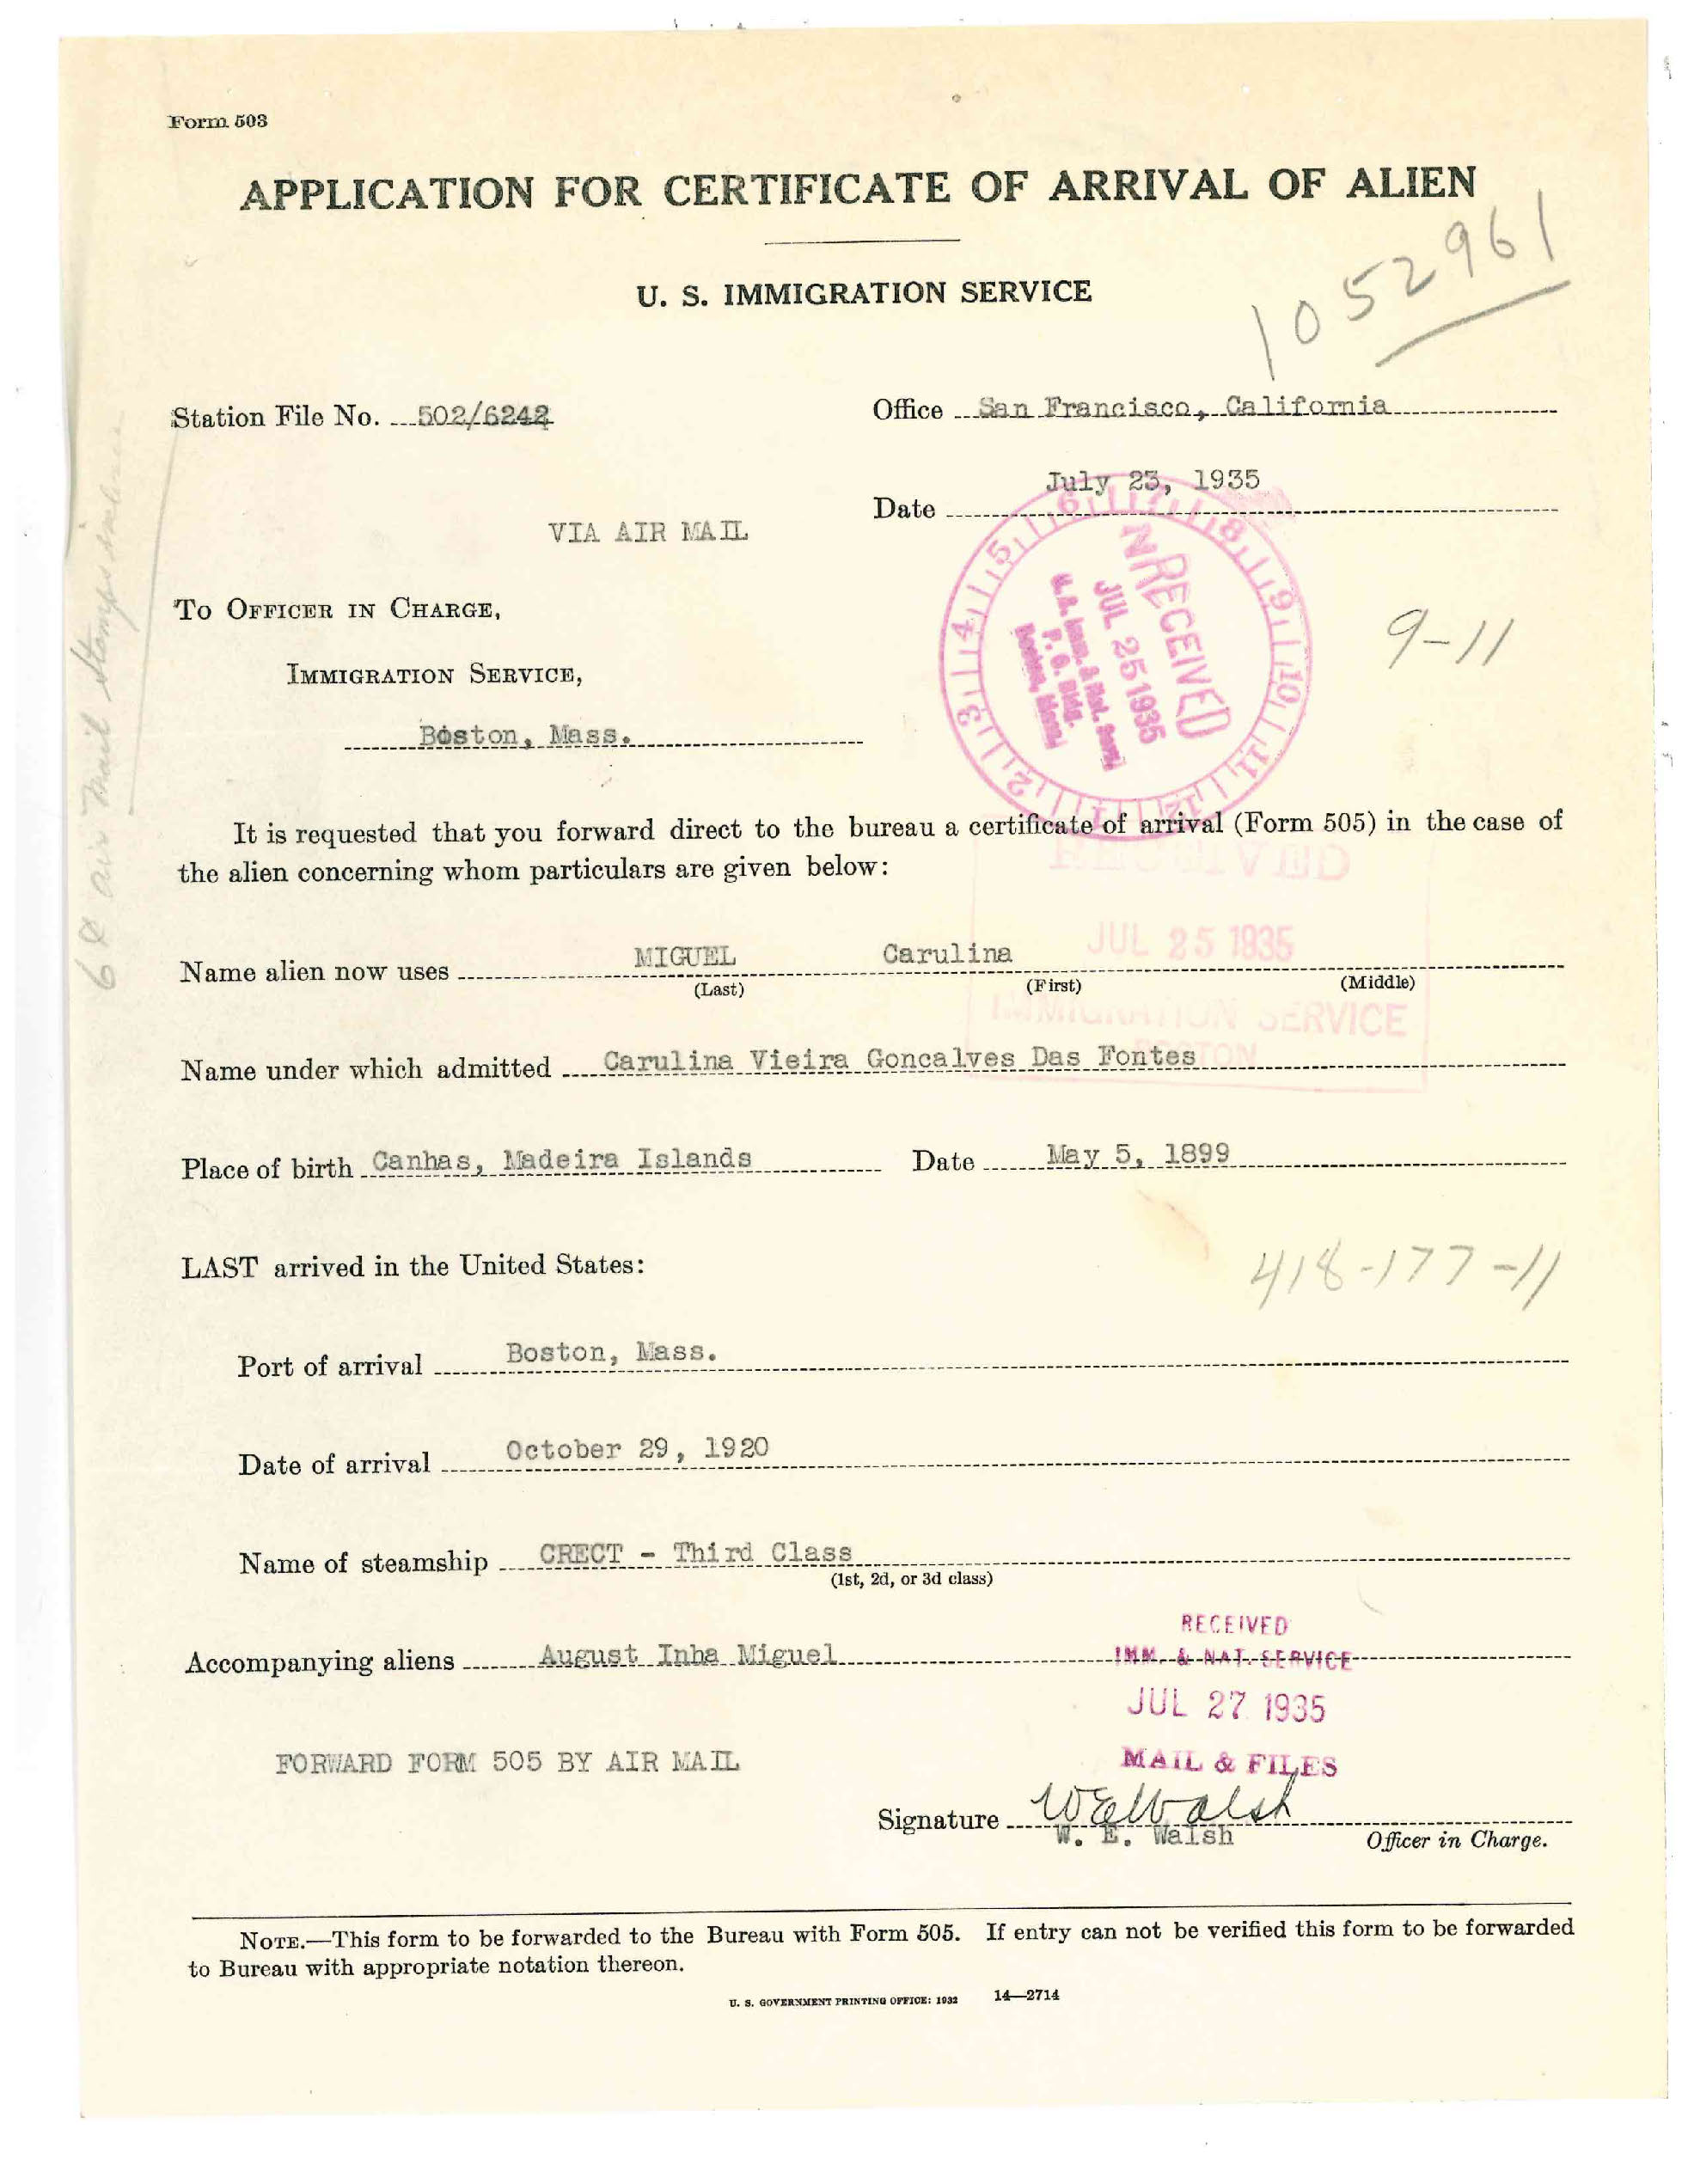 Form 503
APPLICATION FOR CERTIFICATE OF ARRIVAL OF ALIEN
U. S. IMMIGRATION SERVICE
1052961
Station File No. 502/6242
Office San Francisco, California
Date July 23, 1935
VIA AIR MAIL
TO OFFICER IN CHARGE,
IMMIGRATION SERVICE,
Boston, Mass.
RECEIVED
JUL 25 1935
U.S. Imm. & Nat. Serv.
P. O. Bldg.
Boston, Mass.
1 2 3 4 5 6 7 8 9 10 11 12
9-11
6¢ air mail stamps
It is requested that you forward direct to the bureau a certificate of arrival (Form 505) in the case of
the alien concerning whom particulars are given below:
RECEIVED
JUL 25 1935
IMMIGRATION SERVICE
BOSTON
Name alien now uses MIGUEL Carulina
(Last) (First) (Middle)
Name under which admitted Carulina Vieira Goncalves Das Fontes
Place of birth Canhas, Madeira Islands Date May 5, 1899
LAST arrived in the United States:
418-177-11
Port of arrival Boston, Mass.
Date of arrival October 29, 1920
Name of steamship CRECT - Third Class
(1st, 2d, or 3d class)
Accompanying aliens August Inha Miguel
RECEIVED
IMM. & NAT. SERVICE
JUL 27 1935
MAIL & FILES
FORWARD FORM 505 BY AIR MAIL
Signature WEWalsh
W. E. Walsh Officer in Charge.
NOTE.—This form to be forwarded to the Bureau with Form 505. If entry can not be verified this form to be forwarded
to Bureau with appropriate notation thereon.
U. S. GOVERNMENT PRINTING OFFICE: 1932 14—2714